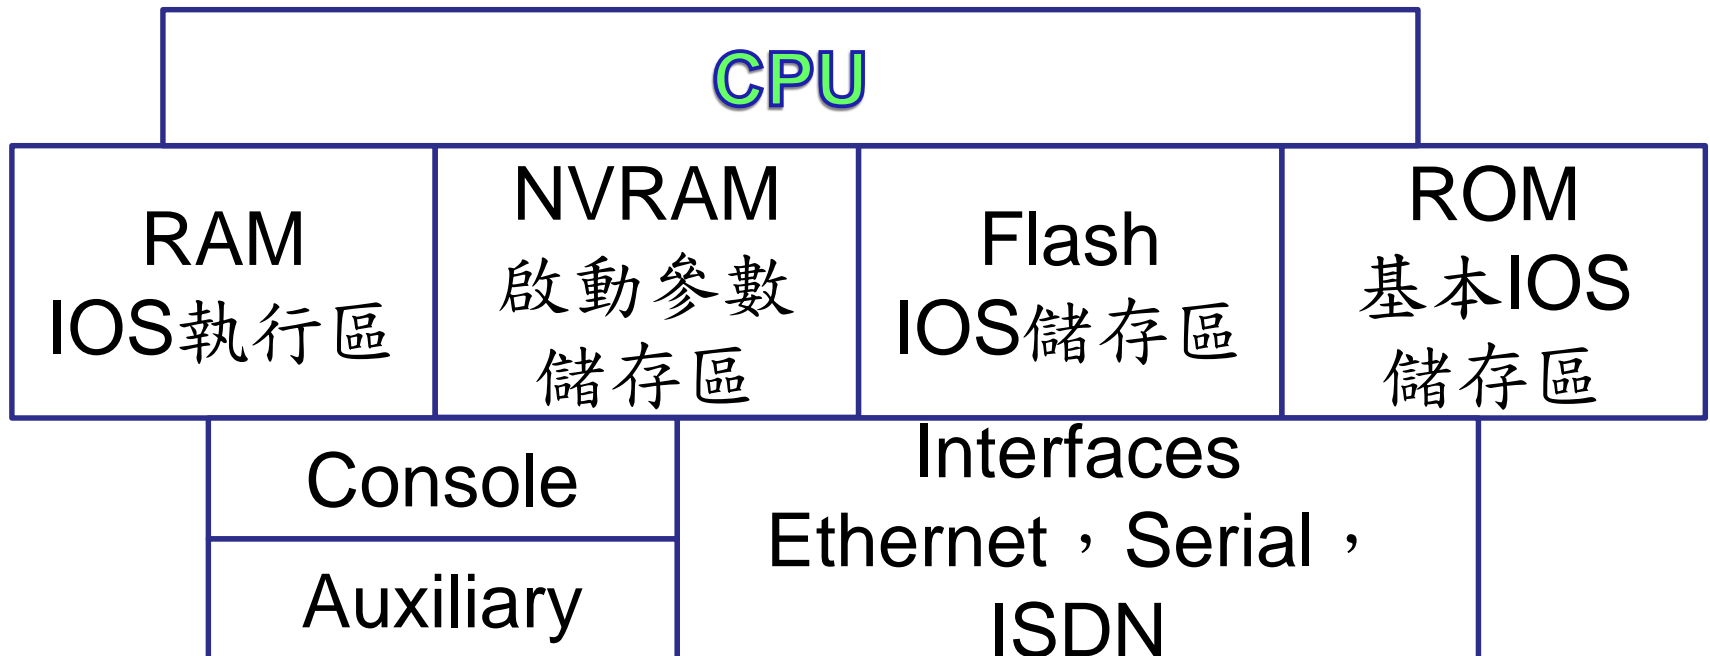 CPU
RAM
IOS執行區
NVRAM
啟動參數
儲存區
Flash
IOS儲存區
ROM
基本IOS
儲存區
Console
Auxiliary
Interfaces
Ethernet，Serial，
ISDN